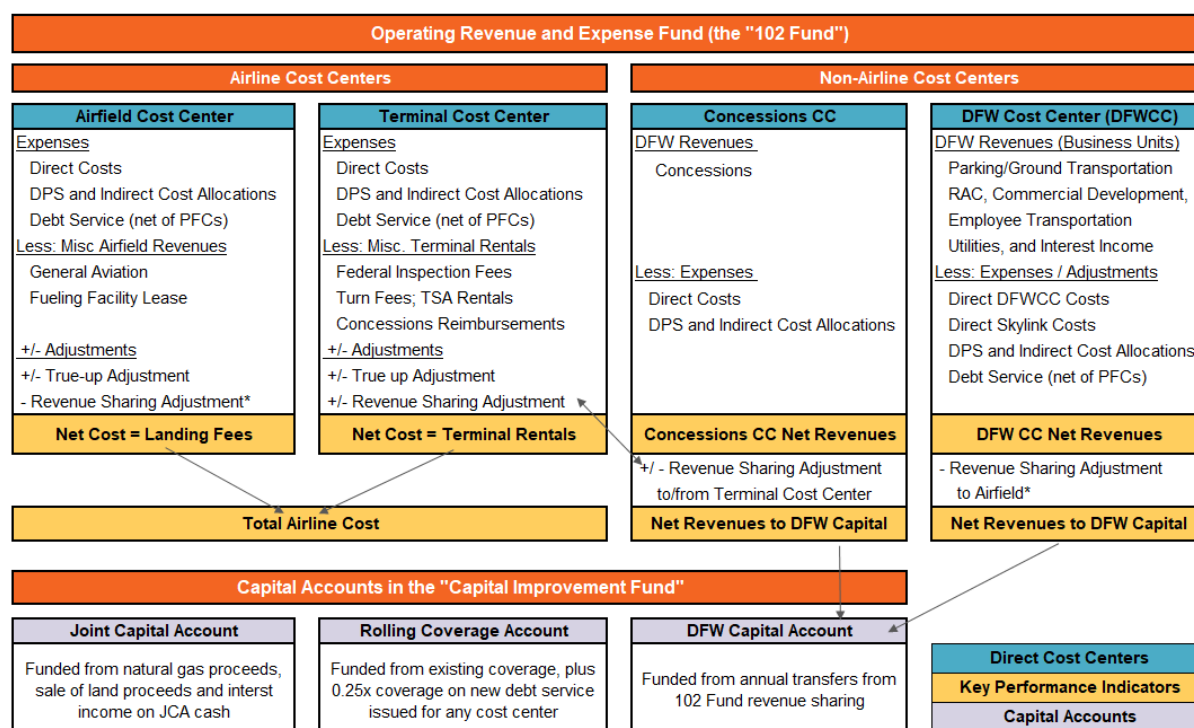 Operating Revenue and Expense Fund (the "102 Fund")
Airline Cost Centers
Non-Airline Cost Centers
Airfield Cost Center
Expenses
Direct Costs
DPS and Indirect Cost Allocations
Debt Service (net of PFCs)
Less: Misc Airfield Revenues
General Aviation
Fueling Facility Lease
+/- Adjustments
+/- True-up Adjustment
- Revenue Sharing Adjustment*
Net Cost = Landing Fees
Terminal Cost Center
Expenses
Direct Costs
DPS and Indirect Cost Allocations
Debt Service (net of PFCs)
Less: Misc. Terminal Rentals
Federal Inspection Fees
Turn Fees; TSA Rentals
Concessions Reimbursements
+/- Adjustments
+/- True up Adjustment
+/- Revenue Sharing Adjustment
Net Cost = Terminal Rentals
Total Airline Cost
Concessions CC
DFW Revenues
Concessions
Less: Expenses
Direct Costs
DPS and Indirect Cost Allocations
Concessions CC Net Revenues
+/ - Revenue Sharing Adjustment
to/from Terminal Cost Center
Net Revenues to DFW Capital
DFW Cost Center (DFWCC)
DFW Revenues (Business Units)
Parking/Ground Transportation
RAC, Commercial Development,
Employee Transportation
Utilities, and Interest Income
Less: Expenses / Adjustments
Direct DFWCC Costs
Direct Skylink Costs
DPS and Indirect Cost Allocations
Debt Service (net of PFCs)
DFW CC Net Revenues
- Revenue Sharing Adjustment
to Airfield*
Net Revenues to DFW Capital
Capital Accounts in the "Capital Improvement Fund"
Joint Capital Account
Funded from natural gas proceeds,
sale of land proceeds and interst
income on JCA cash
Rolling Coverage Account
Funded from existing coverage, plus
0.25x coverage on new debt service
issued for any cost center
DFW Capital Account
Funded from annual transfers from
102 Fund revenue sharing
Direct Cost Centers
Key Performance Indicators
Capital Accounts